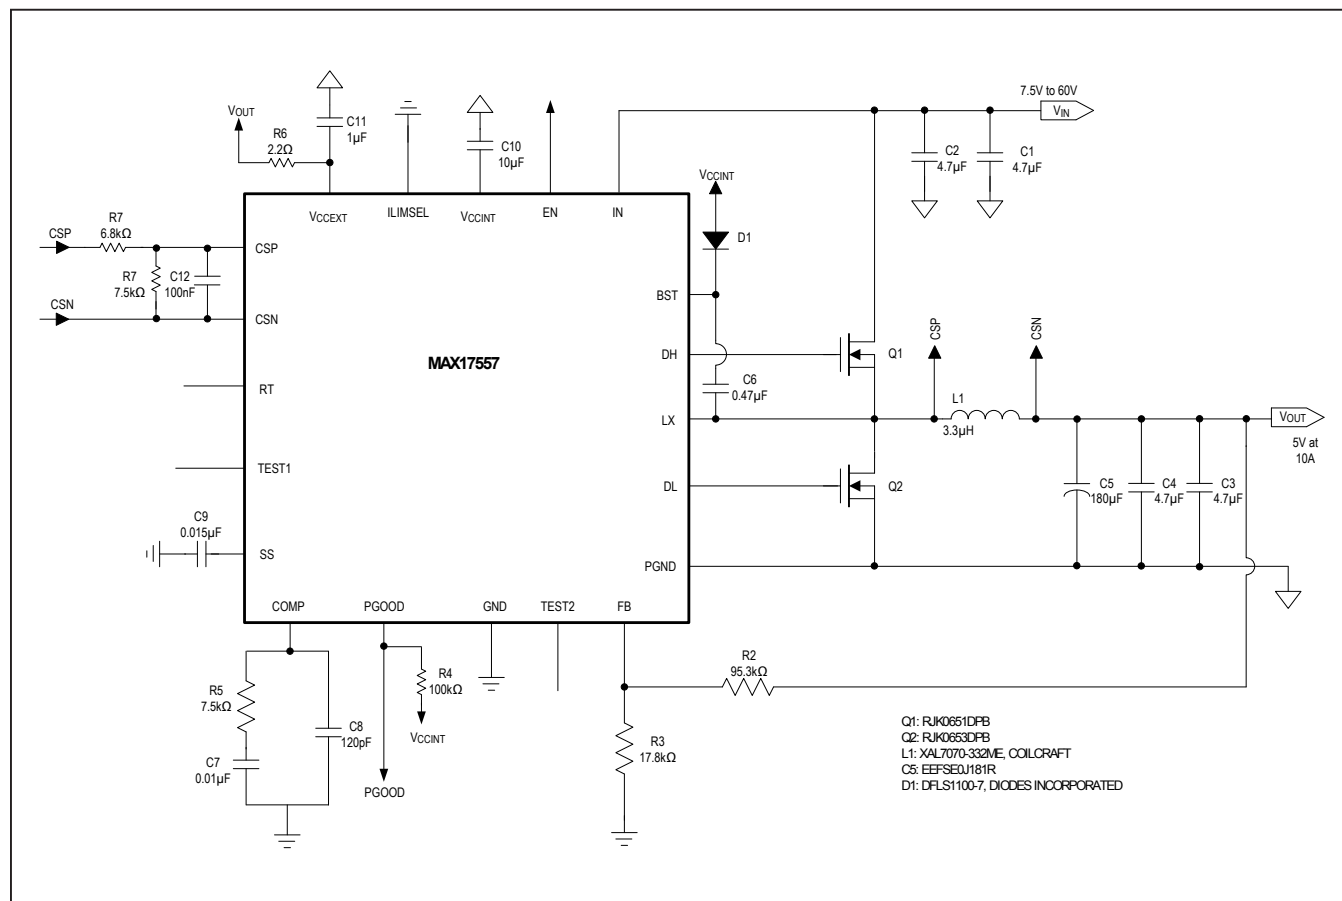 7.5V to 60V
VIN
VOUT
C11
1µF
R6
2.2Ω
C10
10µF
C2
4.7µF
C1
4.7µF
VCCINT
VCCEXT
ILIMSEL
VCCINT
EN
IN
D1
CSP
R7
6.8kΩ
CSP
R7
7.5kΩ
C12
100nF
CSN
CSN
BST
MAX17557
DH
Q1
CSP
CSN
C6
0.47µF
RT
LX
L1
3.3µH
VOUT
5V at
10A
TEST1
DL
Q2
C5
180µF
C4
4.7µF
C3
4.7µF
C9
0.015µF
SS
PGND
COMP
PGOOD
GND
TEST2
FB
R2
95.3kΩ
R4
100kΩ
R5
7.5kΩ
C8
120pF
VCCINT
R3
17.8kΩ
C7
0.01µF
PGOOD
Q1: RJK0651DPB
Q2: RJK0653DPB
L1: XAL7070-332ME, COILCRAFT
C5: EEFSE0J181R
D1: DFLS1100-7, DIODES INCORPORATED